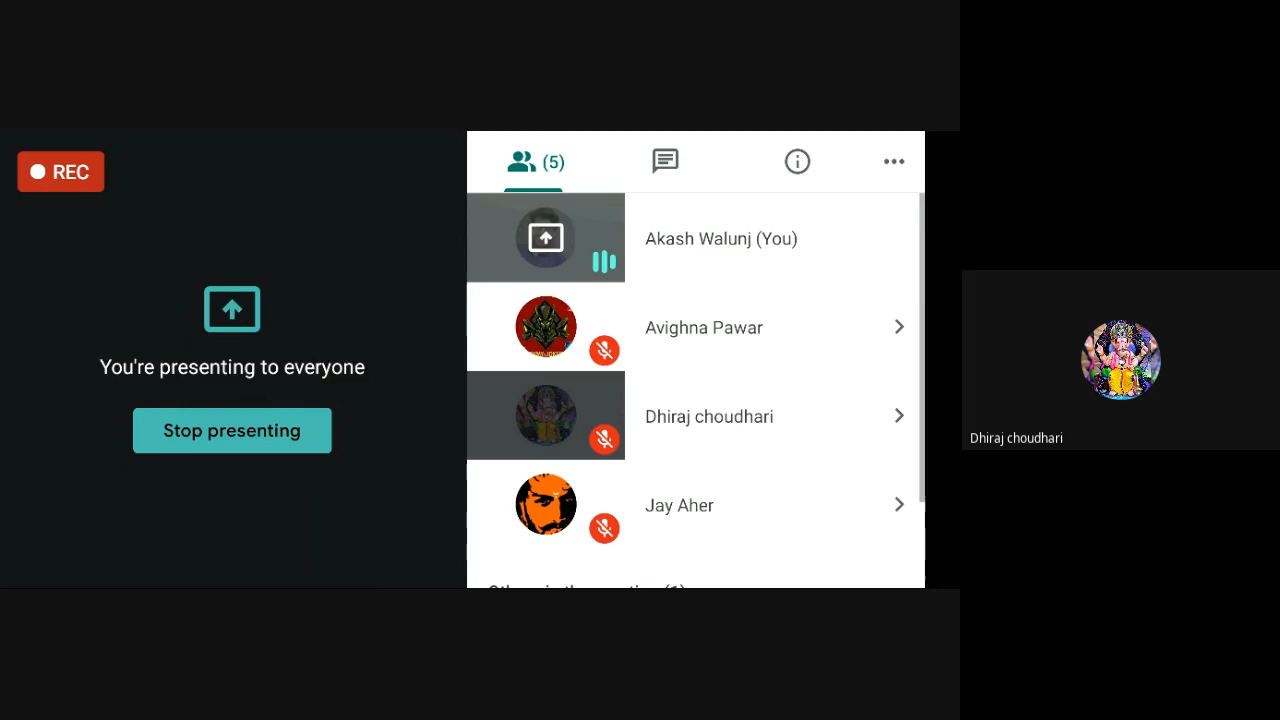 REC
You're presenting to everyone
Stop presenting
(5)
Akash Walunj (You)
Avighna Pawar
Dhiraj choudhari
Jay Aher
Dhiraj choudhari